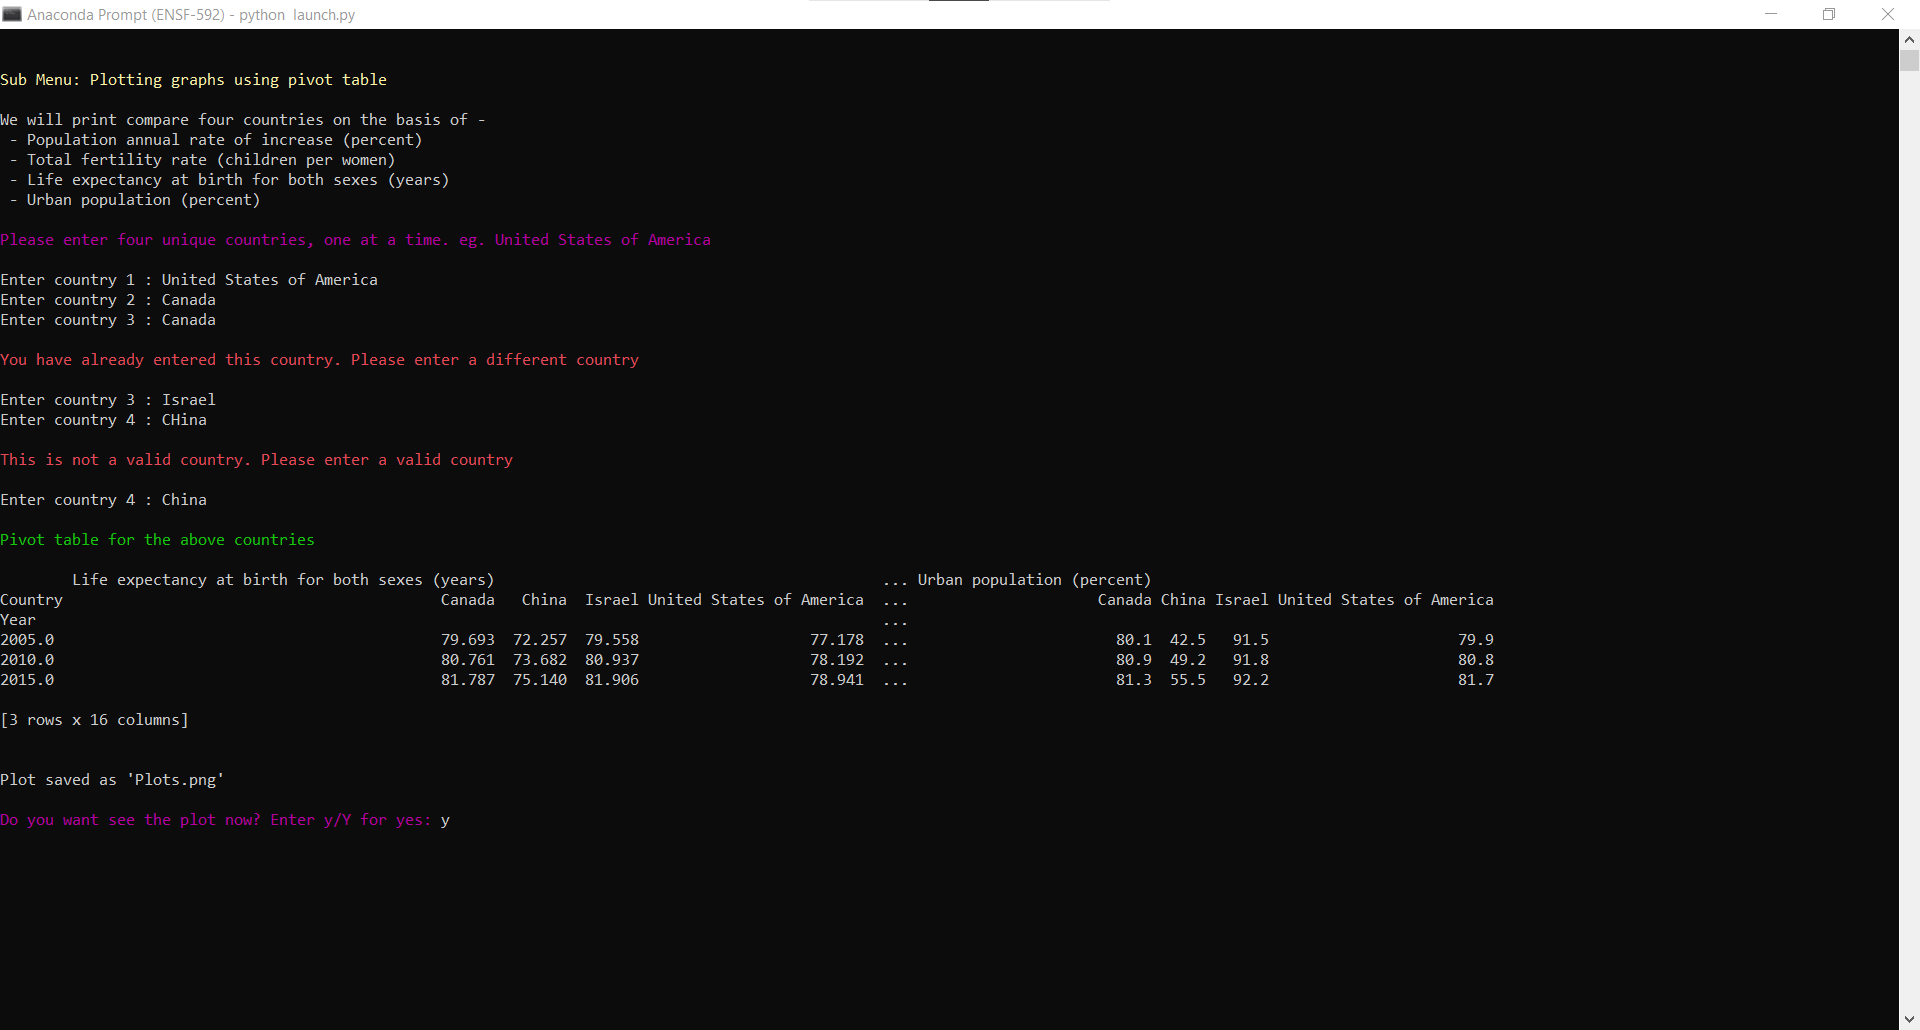 Anaconda Prompt (ENSF-592) - python  launch.py
Sub Menu: Plotting graphs using pivot table
We will print compare four countries on the basis of -
 - Population annual rate of increase (percent)
 - Total fertility rate (children per women)
 - Life expectancy at birth for both sexes (years)
 - Urban population (percent)
Please enter four unique countries, one at a time. eg. United States of America
Enter country 1 : United States of America
Enter country 2 : Canada
Enter country 3 : Canada
You have already entered this country. Please enter a different country
Enter country 3 : Israel
Enter country 4 : CHina
This is not a valid country. Please enter a valid country
Enter country 4 : China
Pivot table for the above countries
Life expectancy at birth for both sexes (years) ... Urban population (percent)
Country Canada China Israel United States of America ... Canada China Israel United States of America
Year ...
2005.0 79.693 72.257 79.558 77.178 ... 80.1 42.5 91.5 79.9
2010.0 80.761 73.682 80.937 78.192 ... 80.9 49.2 91.8 80.8
2015.0 81.787 75.140 81.906 78.941 ... 81.3 55.5 92.2 81.7
[3 rows x 16 columns]
Plot saved as 'Plots.png'
Do you want see the plot now? Enter y/Y for yes: y